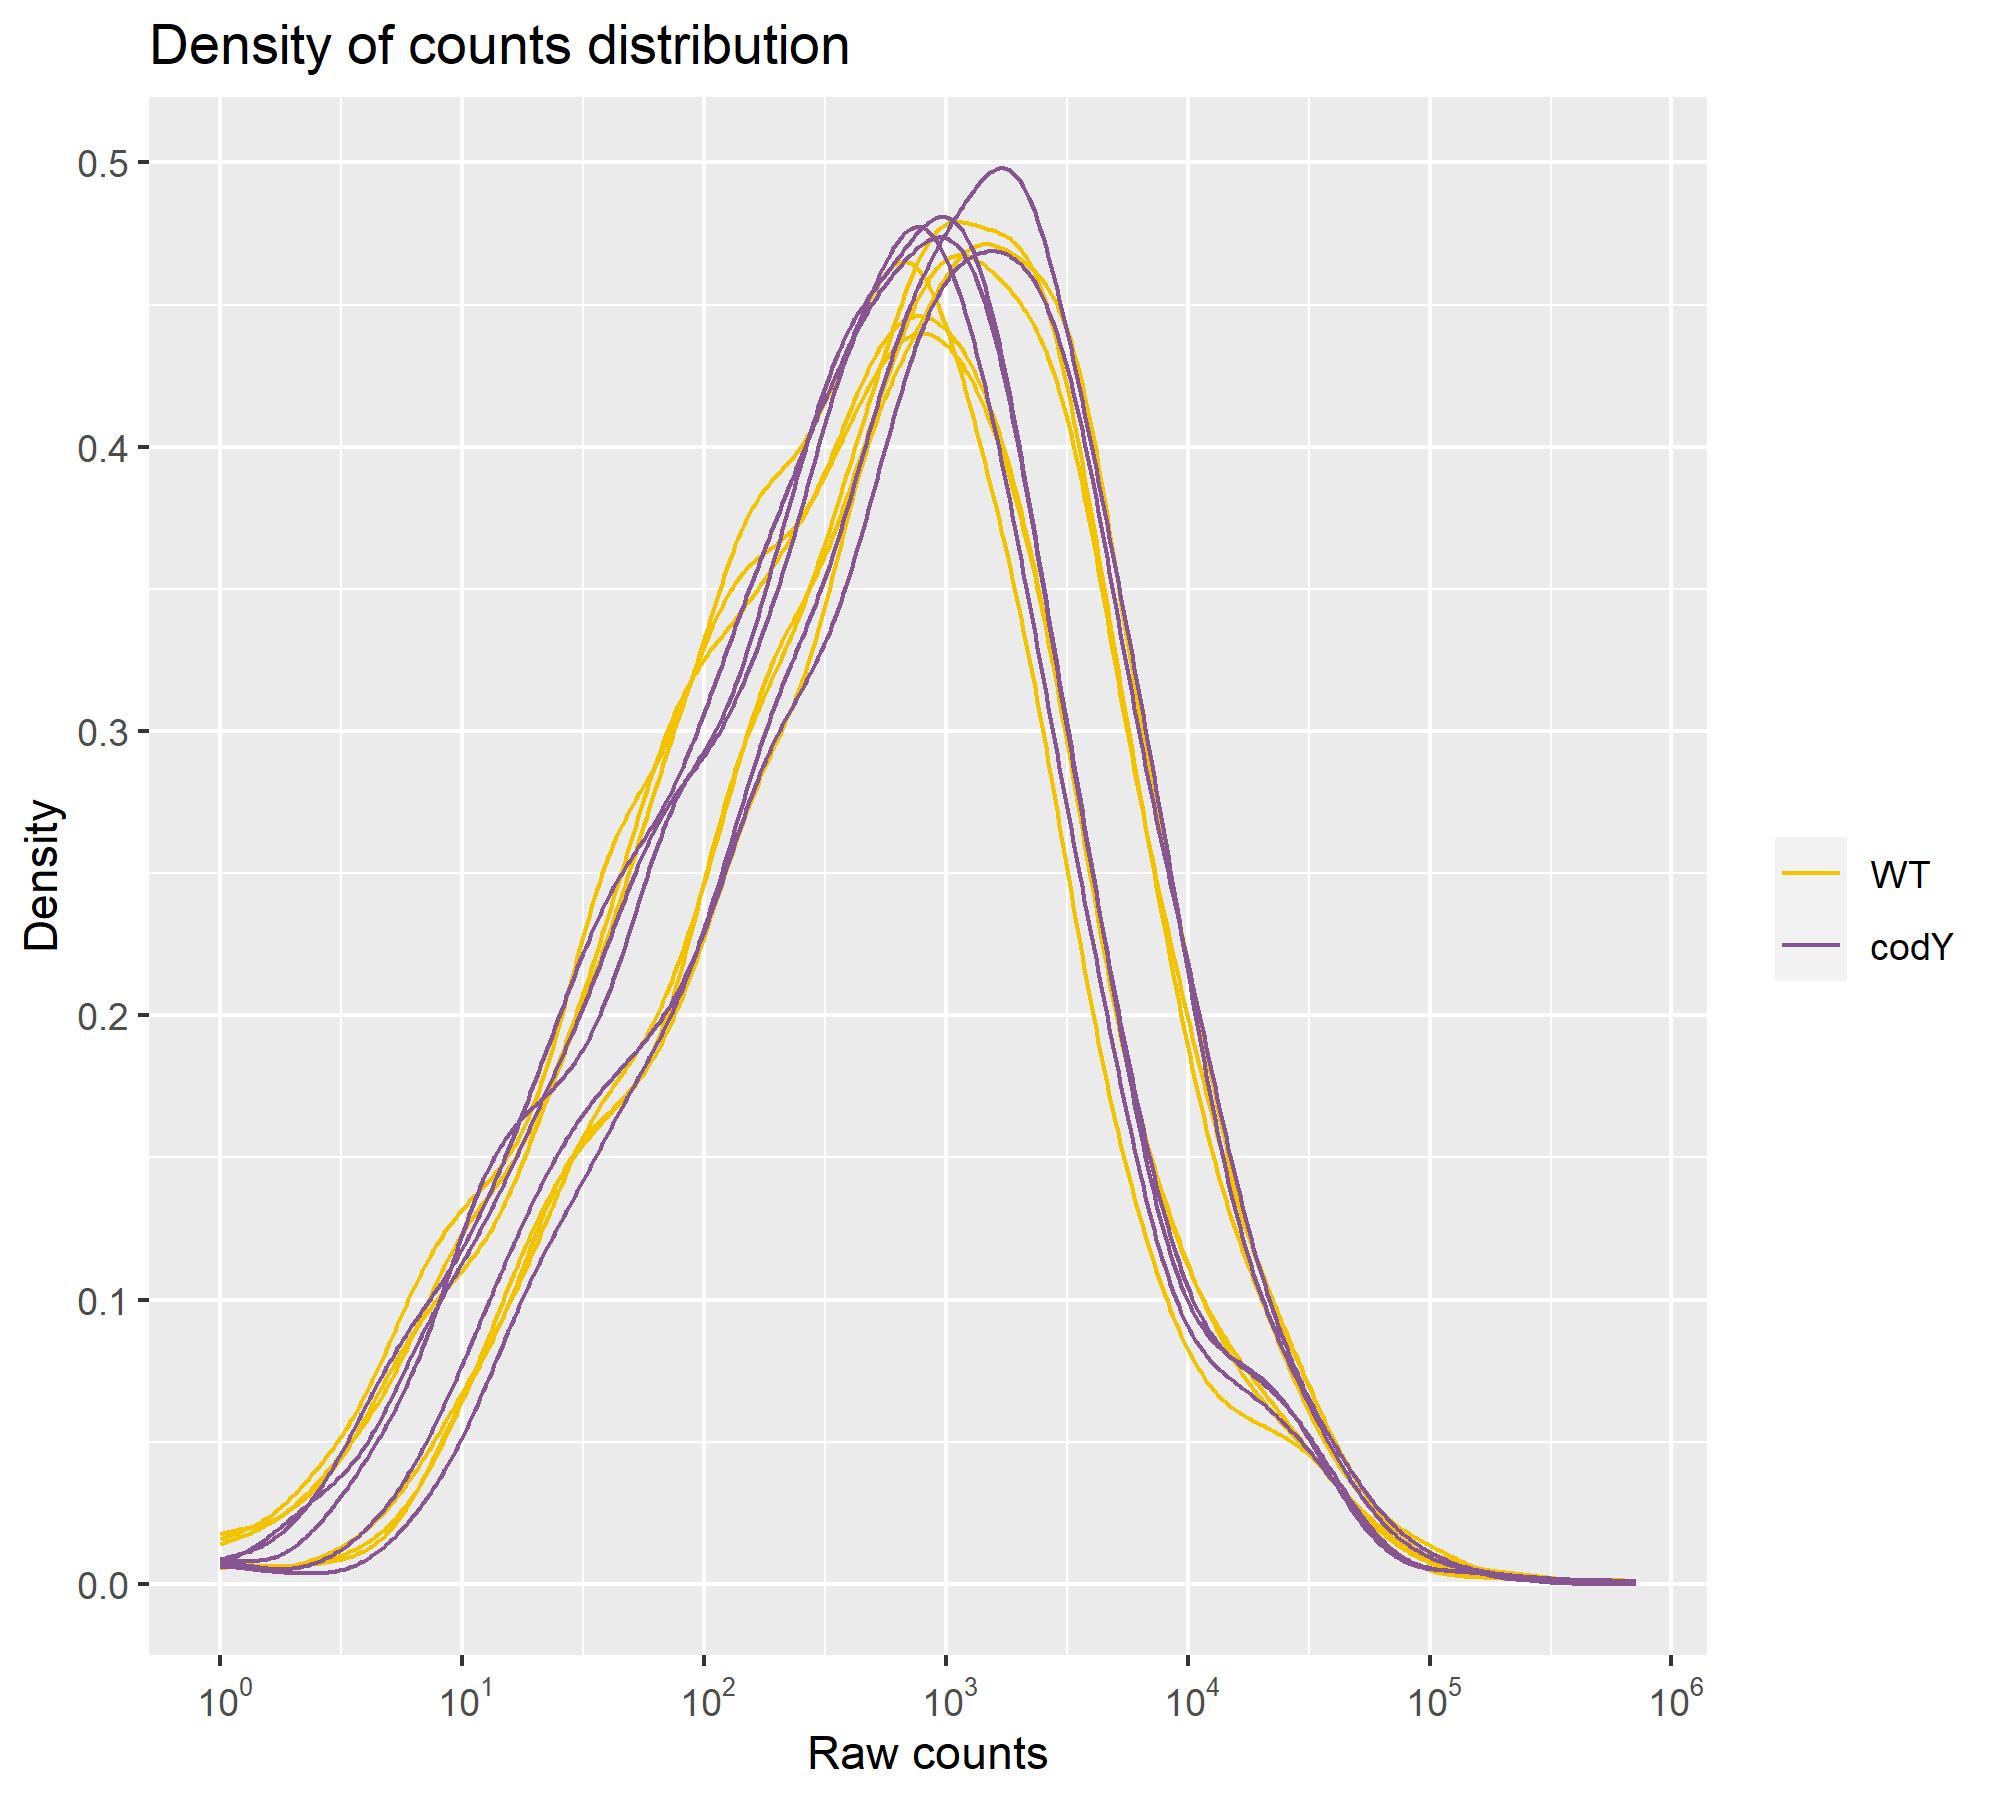 Density of counts distribution
Density
0.5
0.4
0.3
0.2
0.1
0.0
10⁰ 10¹ 10² 10³ 10⁴ 10⁵ 10⁶
Raw counts
WT
codY